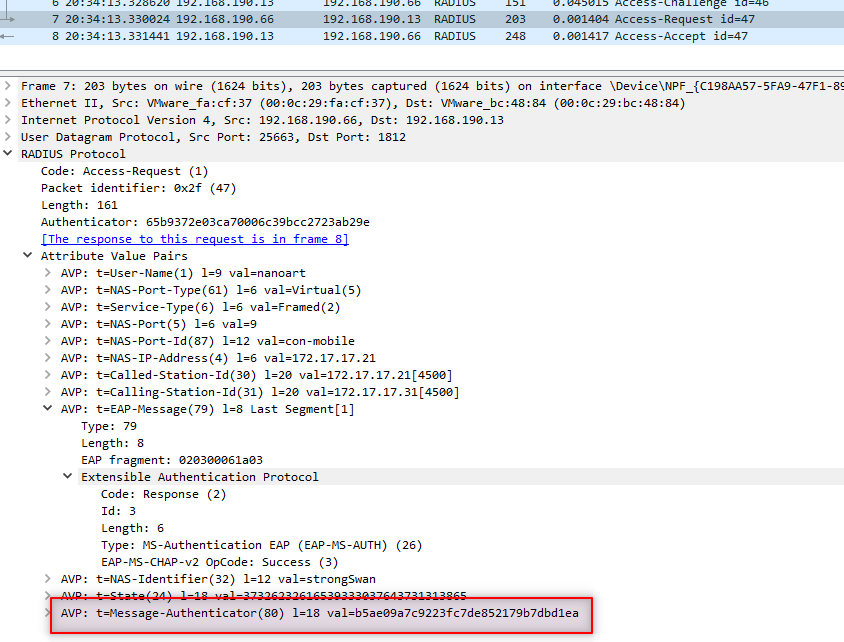 6 20:34:13.328620 192.168.190.13 192.168.190.66 RADIUS 151 0.045015 Access-Challenge id=46
7 20:34:13.330024 192.168.190.66 192.168.190.13 RADIUS 203 0.001404 Access-Request id=47
8 20:34:13.331441 192.168.190.13 192.168.190.66 RADIUS 248 0.001417 Access-Accept id=47
Frame 7: 203 bytes on wire (1624 bits), 203 bytes captured (1624 bits) on interface \Device\NPF_{C198AA57-5FA9-47F1-89
Ethernet II, Src: VMware_fa:cf:37 (00:0c:29:fa:cf:37), Dst: VMware_bc:48:84 (00:0c:29:bc:48:84)
Internet Protocol Version 4, Src: 192.168.190.66, Dst: 192.168.190.13
User Datagram Protocol, Src Port: 25663, Dst Port: 1812
RADIUS Protocol
Code: Access-Request (1)
Packet identifier: 0x2f (47)
Length: 161
Authenticator: 65b9372e03ca70006c39bcc2723ab29e
[The response to this request is in frame 8]
Attribute Value Pairs
AVP: t=User-Name(1) l=9 val=nanoart
AVP: t=NAS-Port-Type(61) l=6 val=Virtual(5)
AVP: t=Service-Type(6) l=6 val=Framed(2)
AVP: t=NAS-Port(5) l=6 val=9
AVP: t=NAS-Port-Id(87) l=12 val=con-mobile
AVP: t=NAS-IP-Address(4) l=6 val=172.17.17.21
AVP: t=Called-Station-Id(30) l=20 val=172.17.17.21[4500]
AVP: t=Calling-Station-Id(31) l=20 val=172.17.17.31[4500]
AVP: t=EAP-Message(79) l=8 Last Segment[1]
Type: 79
Length: 8
EAP fragment: 020300061a03
Extensible Authentication Protocol
Code: Response (2)
Id: 3
Length: 6
Type: MS-Authentication EAP (EAP-MS-AUTH) (26)
EAP-MS-CHAP-v2 OpCode: Success (3)
AVP: t=NAS-Identifier(32) l=12 val=strongSwan
AVP: t=State(24) l=18
AVP: t=Message-Authenticator(80) l=18 val=b5ae09a7c9223fc7de852179b7dbd1ea